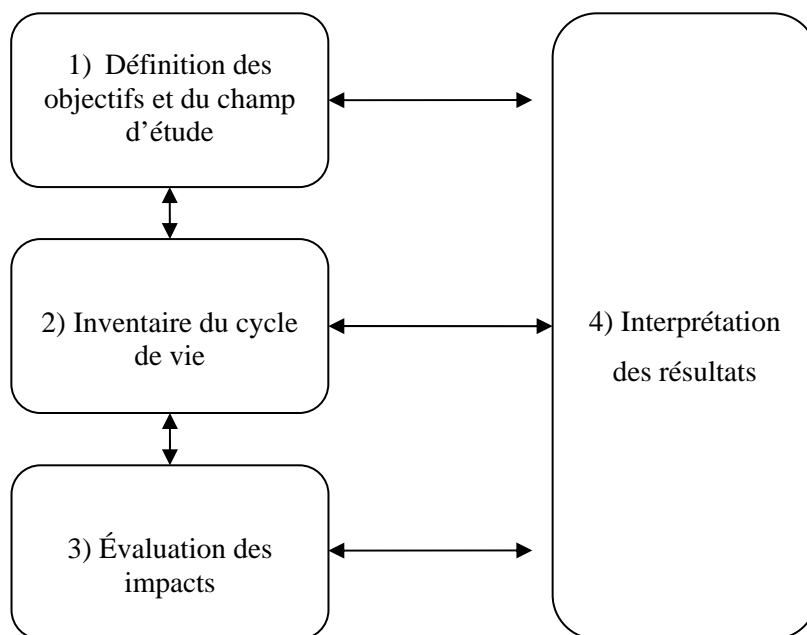 1) Définition des
objectifs et du champ
d’étude
2) Inventaire du cycle
de vie
4) Interprétation
des résultats
3) Évaluation des
impacts